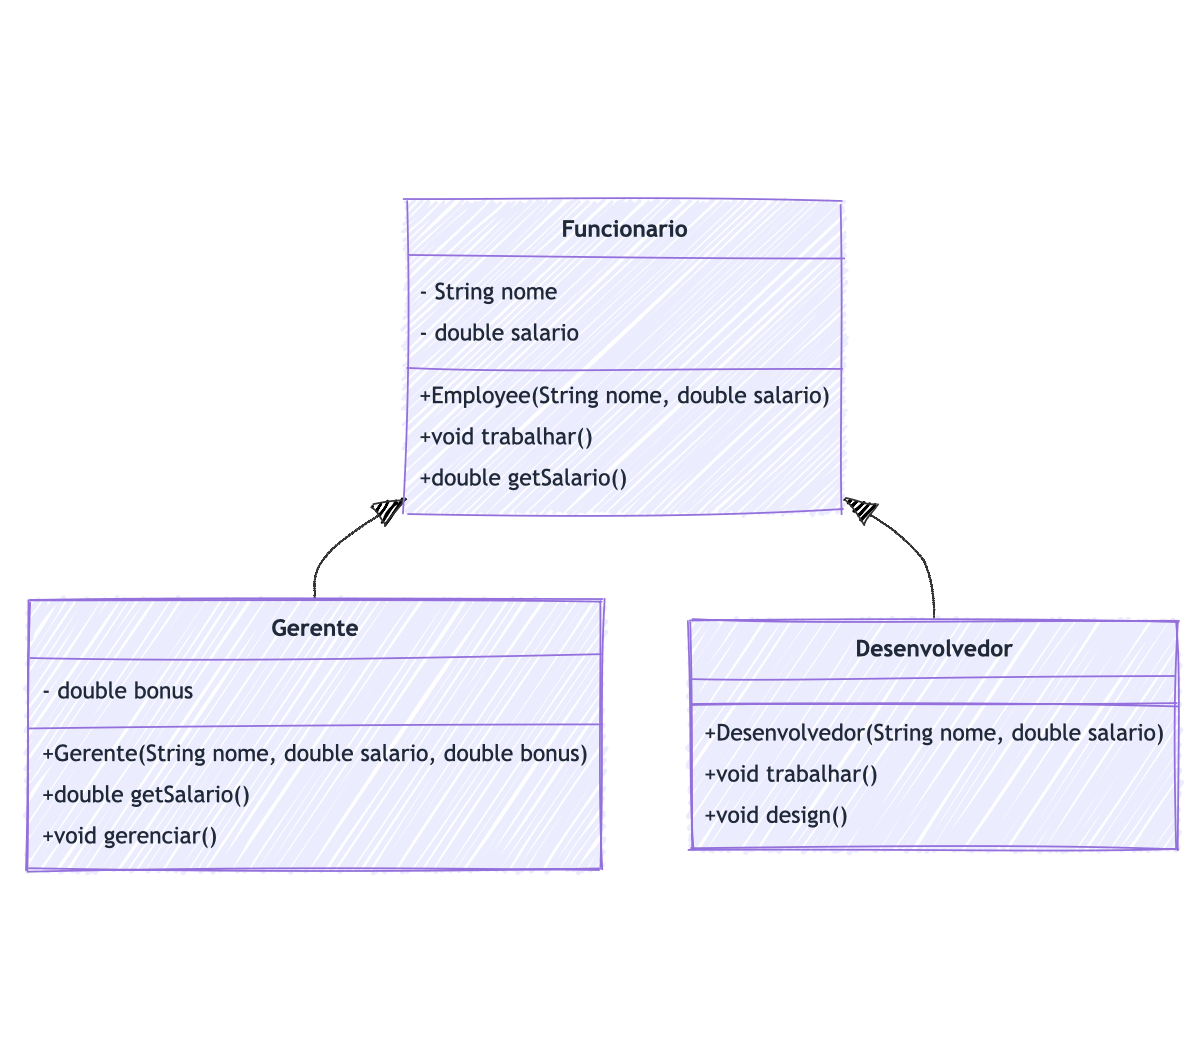 Funcionario
- String nome
- double salario
+Employee(String nome, double salario)
+void trabalhar()
+double getSalario()
Gerente
- double bonus
+Gerente(String nome, double salario, double bonus)
+double getSalario()
+void gerenciar()
Desenvolvedor
+Desenvolvedor(String nome, double salario)
+void trabalhar()
+void design()